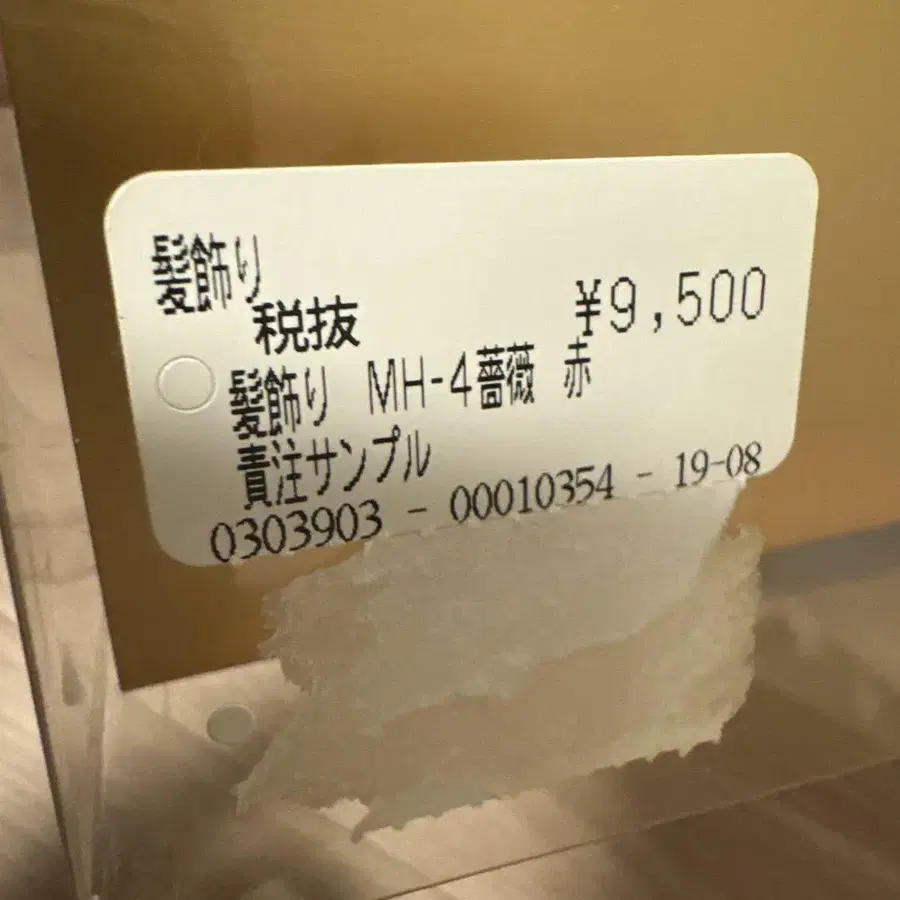 髪飾り
税抜 ¥9,500
髪飾り MH-4薔薇 赤
責注サンプル
0303903 - 00010354 - 19-08